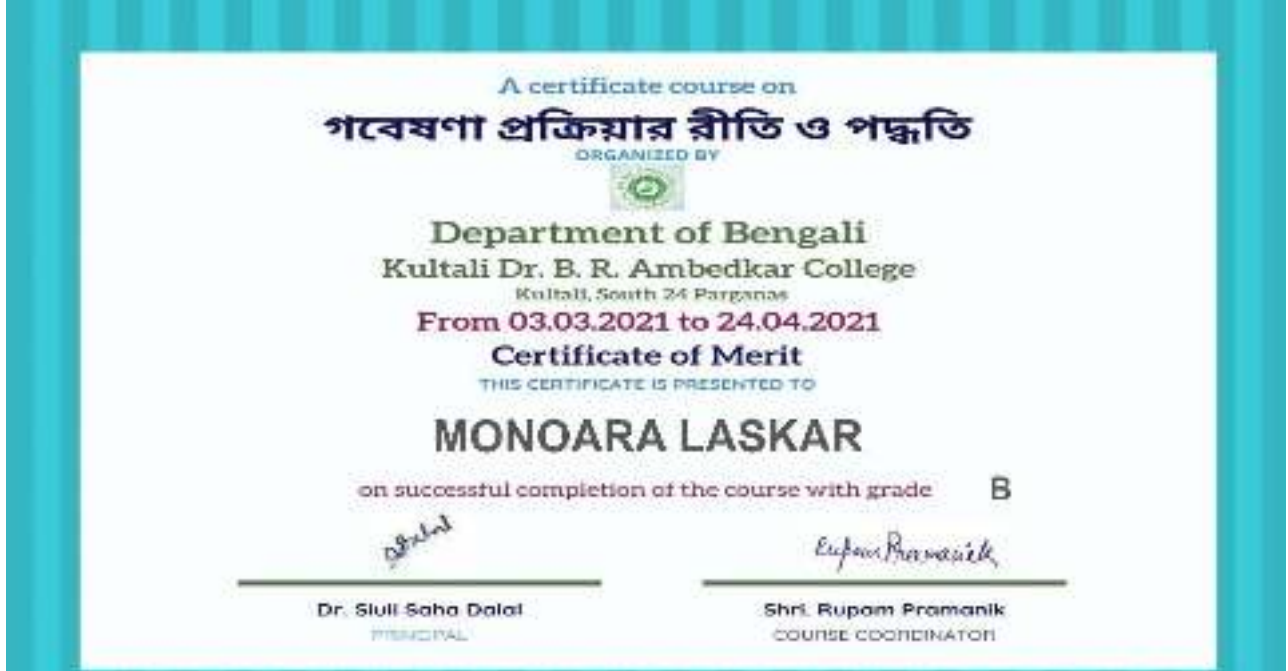 A certificate course on
গবেষণা প্রক্রিয়ার রীতি ও পদ্ধতি
ORGANIZED BY
Department of Bengali
Kultali Dr. B. R. Ambedkar College
Kultali, South 24 Parganas
From 03.03.2021 to 24.04.2021
Certificate of Merit
THIS CERTIFICATE IS PRESENTED TO
MONOARA LASKAR
on successful completion of the course with grade B
Dr. Siuli Saha Dalal Shri. Rupam Pramanik
PRINCIPAL COURSE COORDINATOR